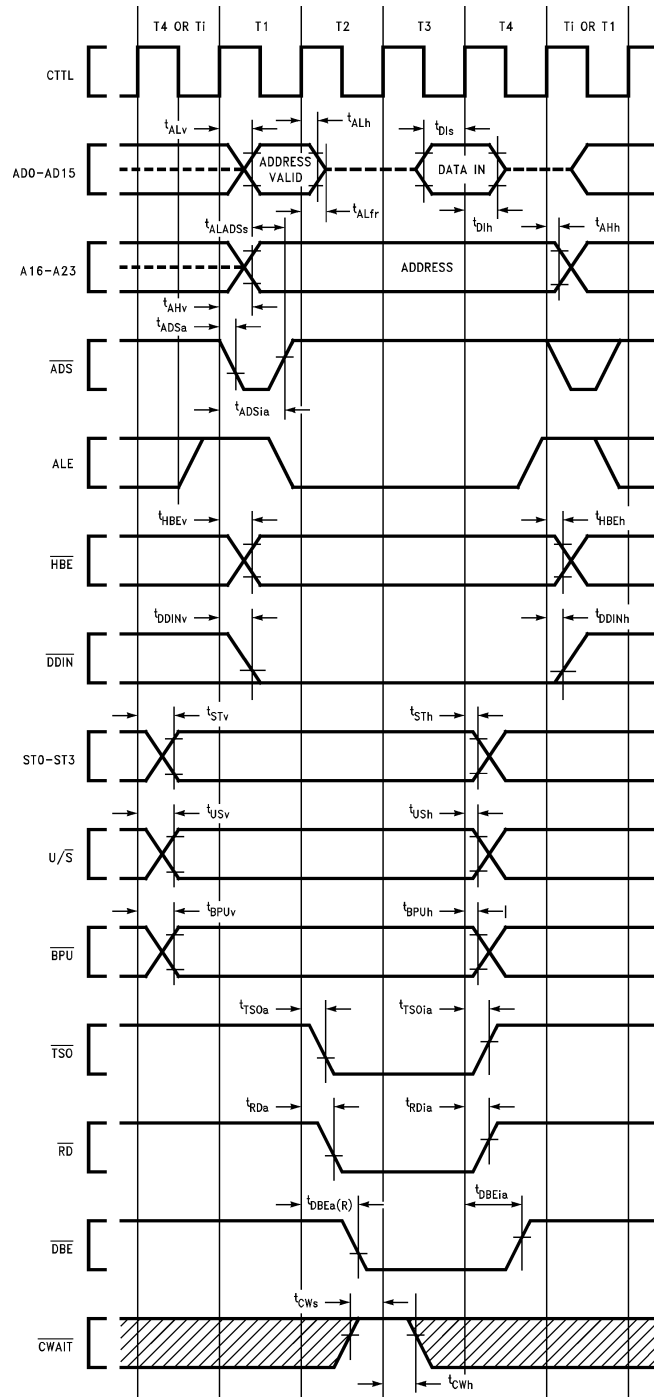 T4 OR Ti T1 T2 T3 T4 Ti OR T1
CTTL
tALv tALh tDIs
AD0-AD15 ADDRESS VALID DATA IN
tALADSs tALfr tDIh tAHh
A16-A23 ADDRESS
tAHv
tADSa
ADS
tADSia
ALE
tHBEv tHBEh
HBE
tDDINv tDDINh
DDIN
tSTv tSTh
ST0-ST3
tUSv tUSh
U/S
tBPUv tBPUh
BPU
tTSOa tTSOia
TSO
tRDa tRDia
RD
tDBEa(R) tDBEia
DBE
tCWs
CWAIT
tCWh